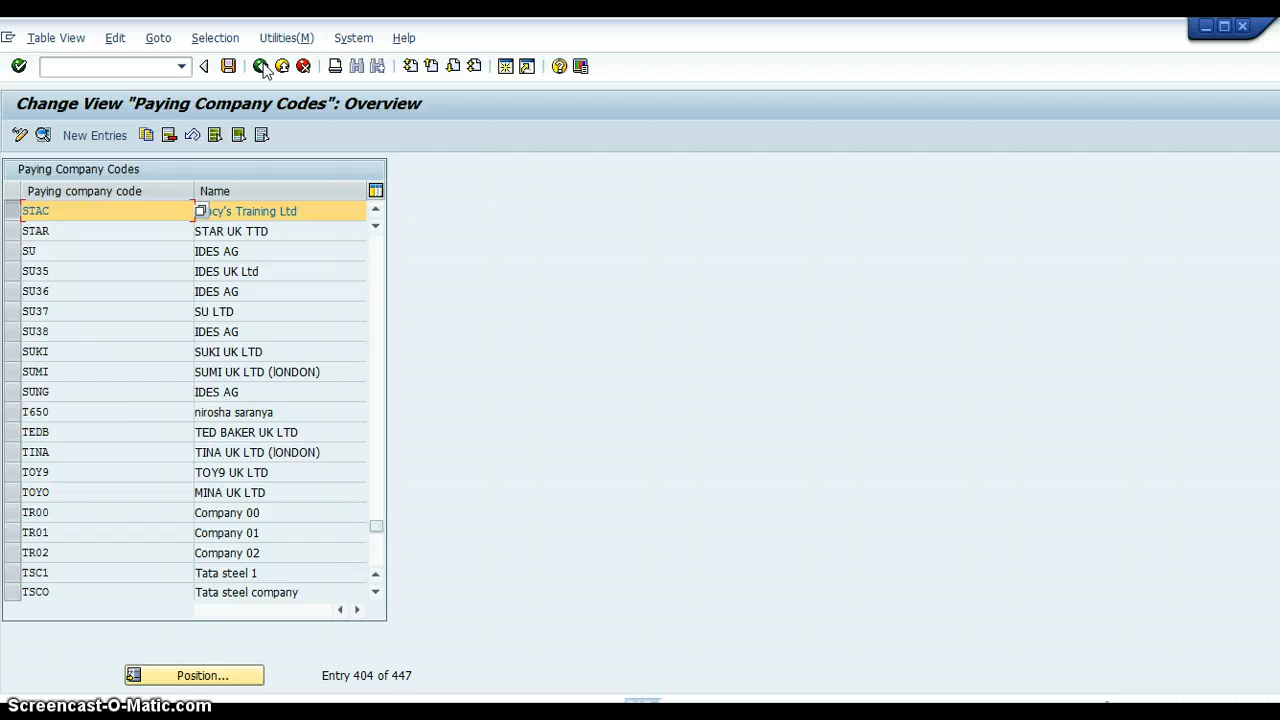 Table View Edit Goto Selection Utilities(M) System Help
Change View "Paying Company Codes": Overview
New Entries
Paying Company Codes
Paying company code Name
STAC cy's Training Ltd
STAR STAR UK TTD
SU IDES AG
SU35 IDES UK Ltd
SU36 IDES AG
SU37 SU LTD
SU38 IDES AG
SUKI SUKI UK LTD
SUMI SUMI UK LTD (lONDON)
SUNG IDES AG
T650 nirosha saranya
TEDB TED BAKER UK LTD
TINA TINA UK LTD (lONDON)
TOY9 TOY9 UK LTD
TOYO MINA UK LTD
TR00 Company 00
TR01 Company 01
TR02 Company 02
TSC1 Tata steel 1
TSCO Tata steel company
Position... Entry 404 of 447
Screencast-O-Matic.com